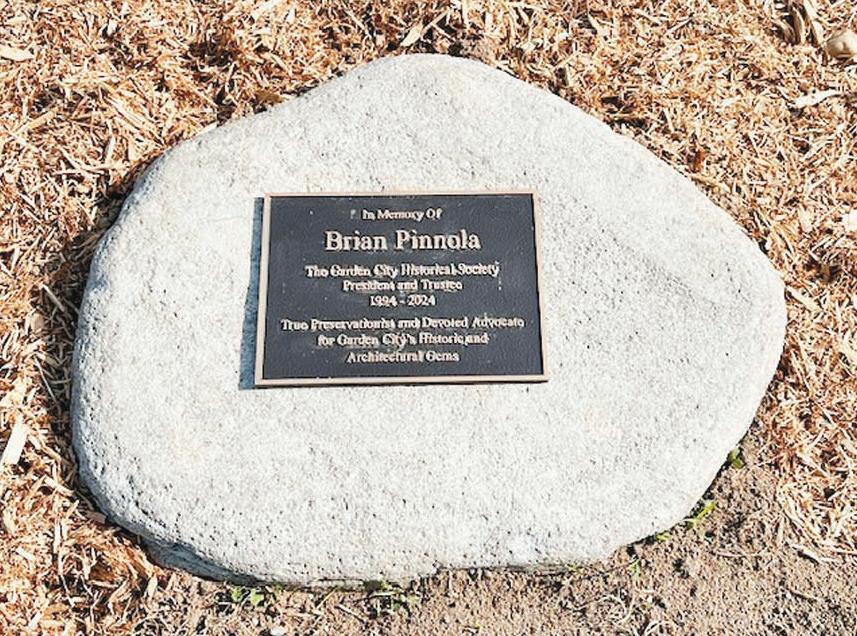 In Memory Of
Brian Pinnola
The Garden City Historical Society
President and Trustee
1994 - 2024
True Preservationist and Devoted Advocate
for Garden City's Historic and
Architectural Gems